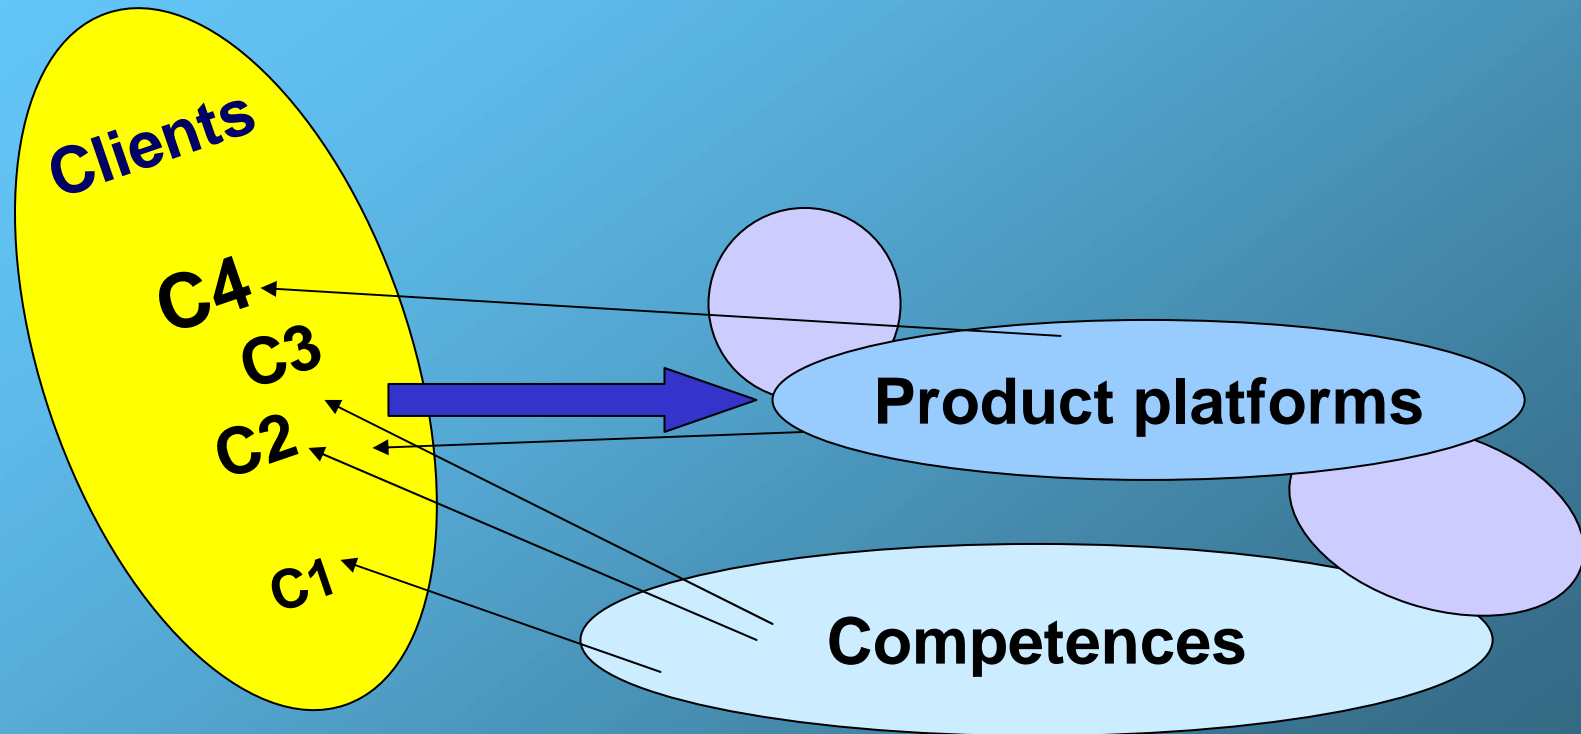 Clients
C4
C3
C2
C1
Product platforms
Competences